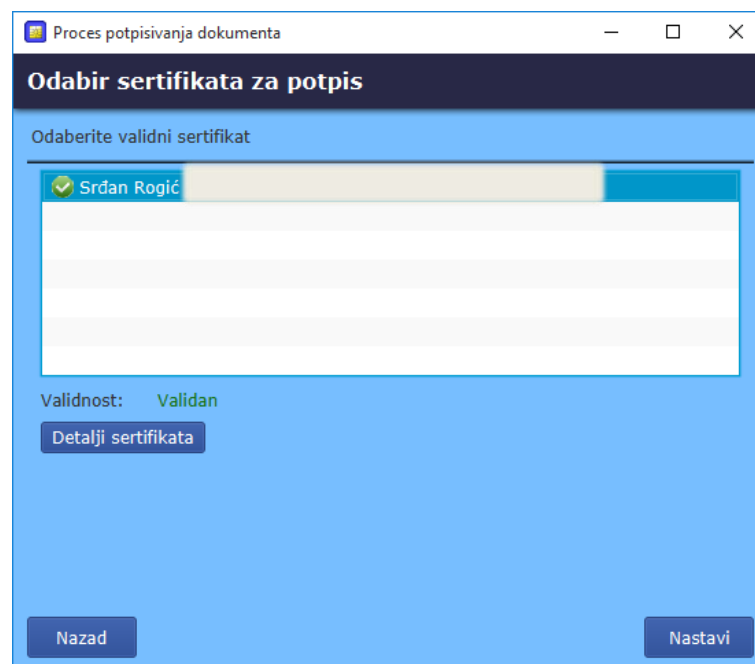 Proces potpisivanja dokumenta
Odabir sertifikata za potpis
Odaberite validni sertifikat
Srđan Rogić
Validnost: Validan
Detalji sertifikata
Nazad
Nastavi